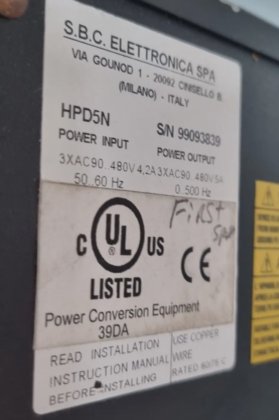 S.B.C. ELETTRONICA SPA
VIA GOUNOD 1 - 20092 CINISELLO B.
(MILANO) - ITALY
HPD5N S/N 99093839
POWER INPUT POWER OUTPUT
3XAC90..480V 4,2A 3XAC90..480V 5A
50..60 Hz 0..500 Hz
First
C UL US
LISTED
CE
Power Conversion Equipment
39DA
READ INSTALLATION USE COPPER
INSTRUCTION MANUAL WIRE
BEFORE INSTALLING RATED 60/75°C